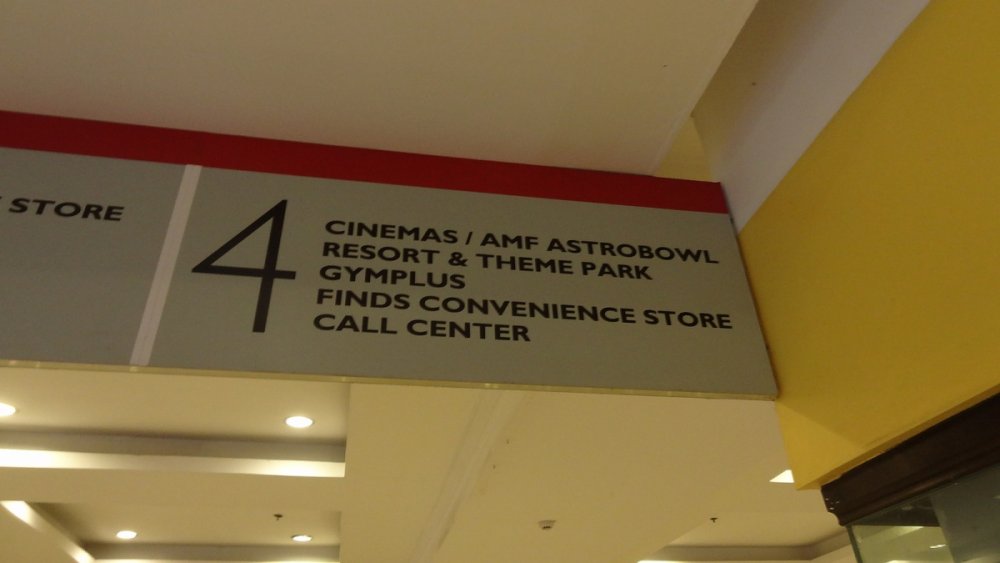 STORE
4
CINEMAS / AMF ASTROBOWL
RESORT & THEME PARK
GYMPLUS
FINDS CONVENIENCE STORE
CALL CENTER